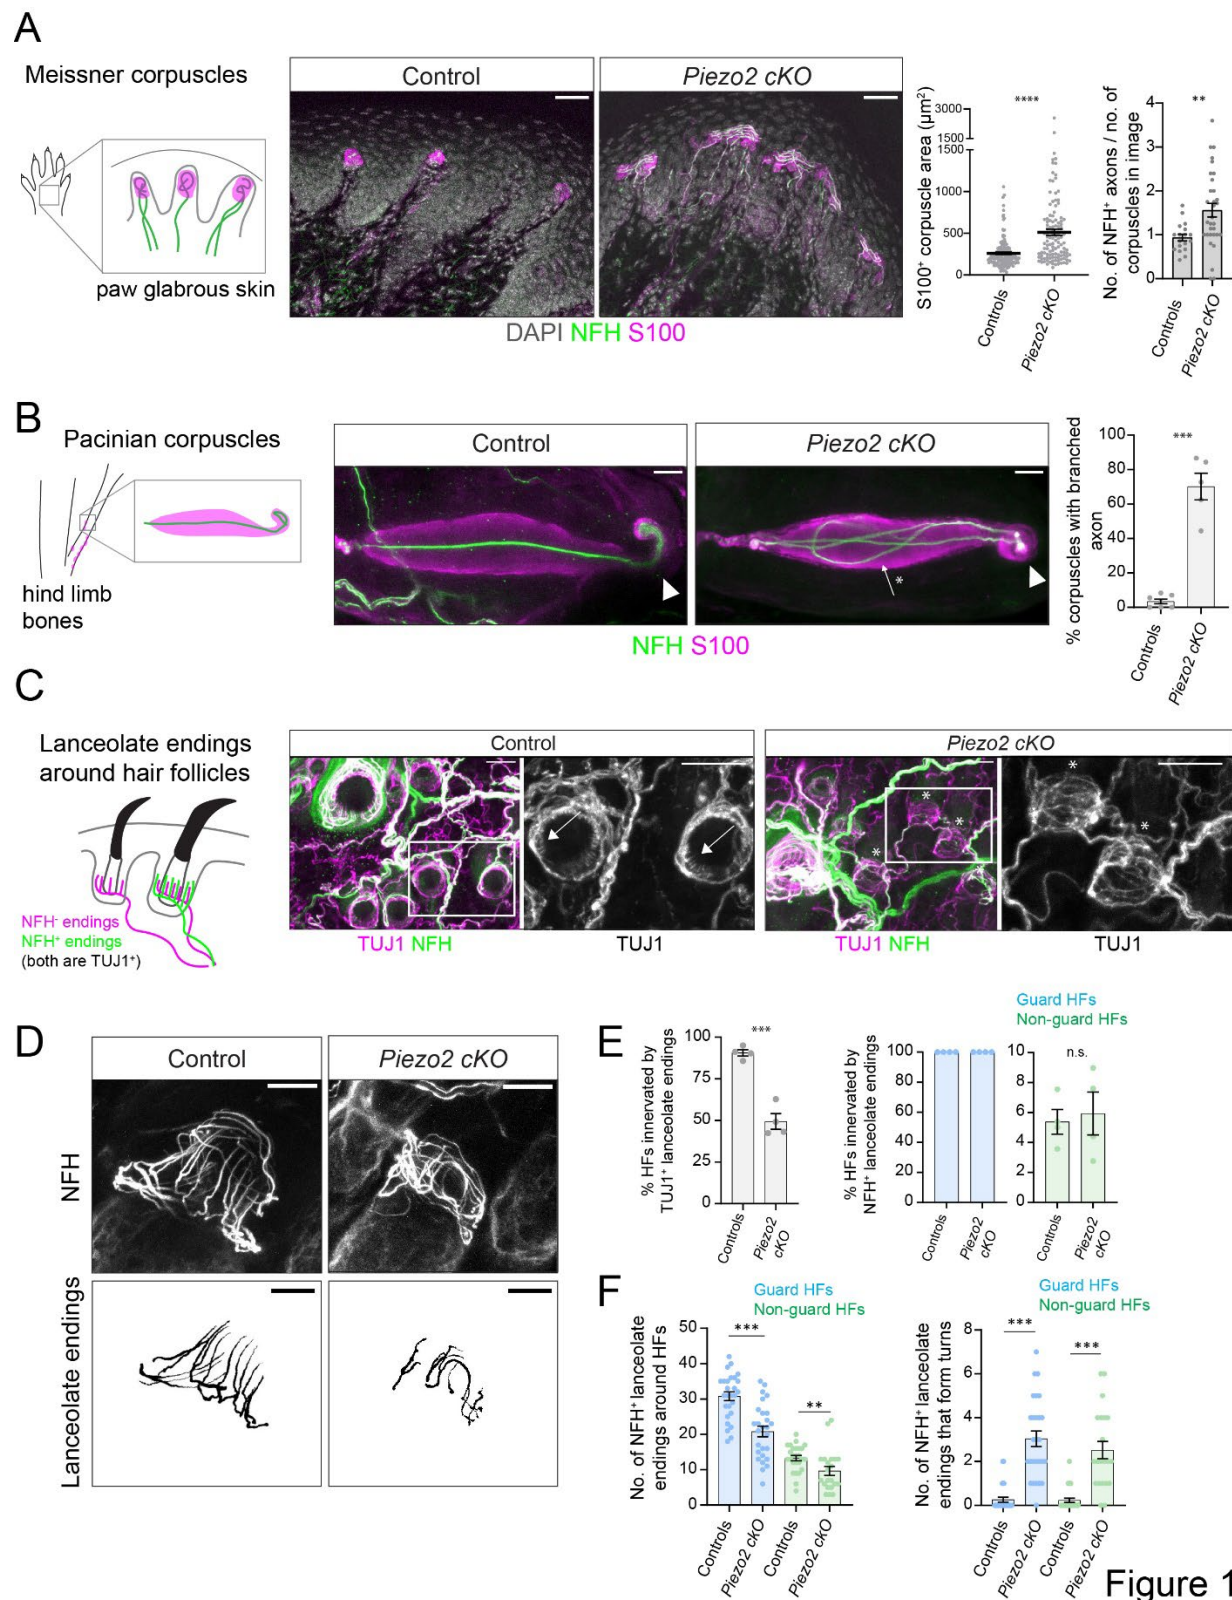 A
Meissner corpuscles
paw glabrous skin
Control
Piezo2 cKO
DAPI NFH S100
S100⁺ corpuscle area (µm²)
3000
1500
1500
1000
500
0
****
Controls
Piezo2 cKO
No. of NFH⁺ axons / no. of
corpuscles in image
4
3
2
1
0
**
Controls
Piezo2 cKO
B
Pacinian corpuscles
hind limb
bones
Control
Piezo2 cKO
*
NFH S100
% corpuscles with branched
axon
100
80
60
40
20
0
***
Controls
Piezo2 cKO
C
Lanceolate endings
around hair follicles
NFH⁻ endings
NFH⁺ endings
(both are TUJ1⁺)
Control
Piezo2 cKO
*
*
*
*
*
TUJ1 NFH
TUJ1
TUJ1 NFH
TUJ1
D
Control
Piezo2 cKO
NFH
Lanceolate endings
E
% HFs innervated by
TUJ1⁺ lanceolate endings
100
75
50
25
0
***
Controls
Piezo2
cKO
Guard HFs
Non-guard HFs
% HFs innervated by
NFH⁺ lanceolate endings
100
80
60
40
20
0
Controls
Piezo2
cKO
10
8
6
4
2
0
n.s.
Controls
Piezo2
cKO
F
Guard HFs
Non-guard HFs
No. of NFH⁺ lanceolate
endings around HFs
50
40
30
20
10
0
***
**
Controls
Piezo2 cKO
Controls
Piezo2 cKO
Guard HFs
Non-guard HFs
No. of NFH⁺ lanceolate
endings that form turns
8
6
4
2
0
***
***
Controls
Piezo2 cKO
Controls
Piezo2 cKO
Figure 1